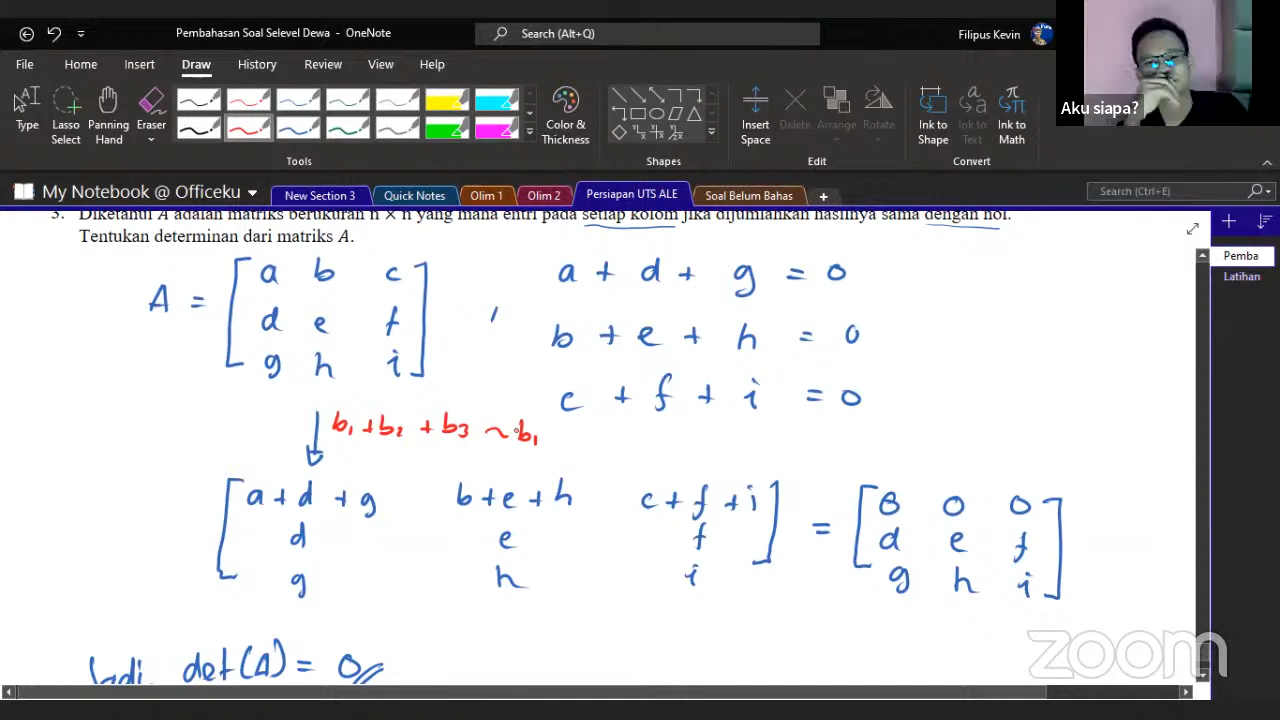 Pembahasan Soal Selevel Dewa - OneNote
Search (Alt+Q)
Filipus Kevin
File Home Insert Draw History Review View Help
Aku siapa?
Type
Lasso Select
Panning Hand
Eraser
Color & Thickness
Insert Space
Delete
Arrange
Rotate
Ink to Shape
Ink to Text
Ink to Math
Tools
Shapes
Edit
Convert
My Notebook @ Officeku
New Section 3
Quick Notes
Olim 1
Olim 2
Persiapan UTS ALE
Soal Belum Bahas
Search (Ctrl+E)
3. Diketahui A adalah matriks berukuran n × n yang mana entri pada setiap kolom jika dijumlahkan hasilnya sama dengan nol.
Tentukan determinan dari matriks A.
Pemba
Latihan
A = [ a b c
d e f
g h i ] ,
a + d + g = 0
b + e + h = 0
c + f + i = 0
b1 + b2 + b3 ~ b1
[ a+d+g b+e+h c+f+i
d e f
g h i ]
= [ 0 0 0
d e f
g h i ]
Jadi, det(A) = 0
zoom